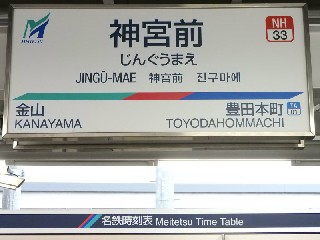 神宮前
NH
33
じんぐうまえ
JINGŪ-MAE 神宮前 진구마에
金山
豊田本町
KANAYAMA
TOYODAHOMMACHI
名鉄時刻表 Meitetsu Time Table